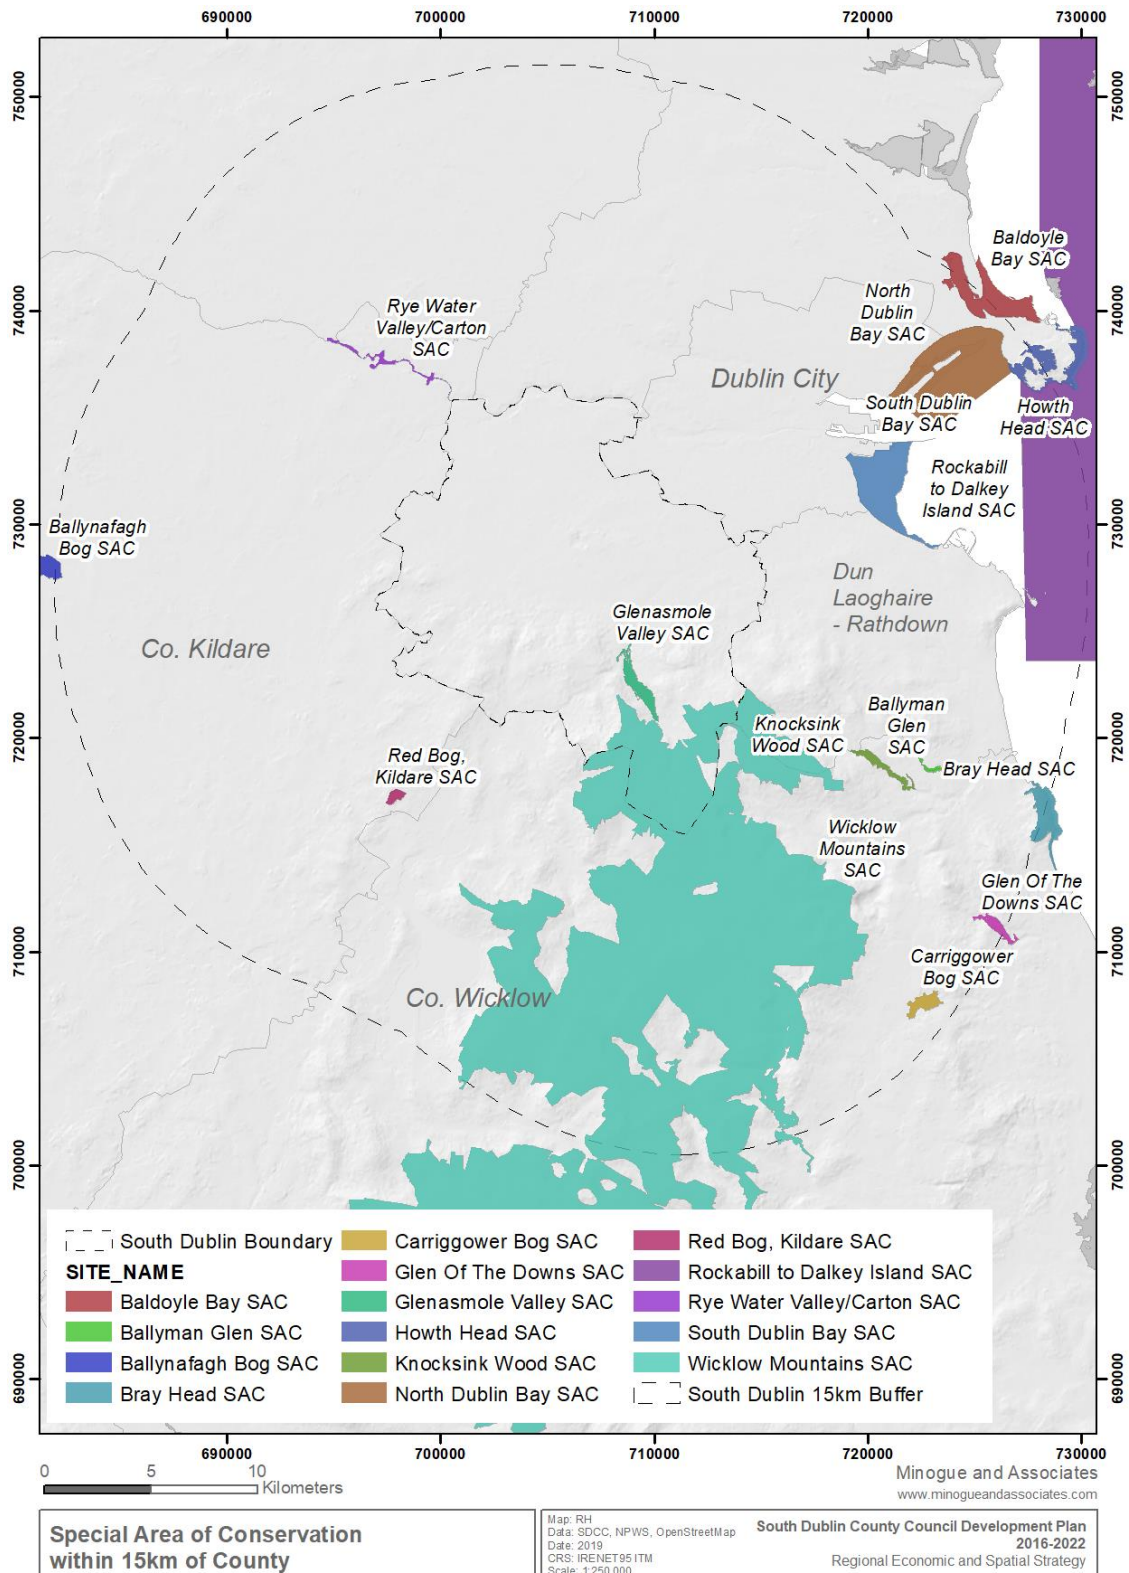 690000 700000 710000 720000 730000
750000
740000
730000
720000
710000
700000
690000
750000
740000
730000
720000
710000
700000
690000
Baldoyle
Bay SAC
North
Dublin
Bay SAC
Rye Water
Valley/Carton
SAC
Dublin City
South Dublin
Bay SAC
Howth
Head SAC
Rockabill
to Dalkey
Island SAC
Ballynafagh
Bog SAC
Dun
Laoghaire
- Rathdown
Glenasmole
Valley SAC
Co. Kildare
Ballyman
Glen
SAC
Knocksink
Wood SAC
Red Bog,
Kildare SAC
Bray Head SAC
Wicklow
Mountains
SAC
Glen Of The
Downs SAC
Carriggower
Bog SAC
Co. Wicklow
South Dublin Boundary
SITE_NAME
Baldoyle Bay SAC
Ballyman Glen SAC
Ballynafagh Bog SAC
Bray Head SAC
Carriggower Bog SAC
Glen Of The Downs SAC
Glenasmole Valley SAC
Howth Head SAC
Knocksink Wood SAC
North Dublin Bay SAC
Red Bog, Kildare SAC
Rockabill to Dalkey Island SAC
Rye Water Valley/Carton SAC
South Dublin Bay SAC
Wicklow Mountains SAC
South Dublin 15km Buffer
690000 700000 710000 720000 730000
0 5 10
Kilometers
Minogue and Associates
www.minogueandassociates.com
Special Area of Conservation
within 15km of County
Map: RH
Data: SDCC, NPWS, OpenStreetMap
Date: 2019
CRS: IRENET95 ITM
Scale: 1:250,000
South Dublin County Council Development Plan
2016-2022
Regional Economic and Spatial Strategy